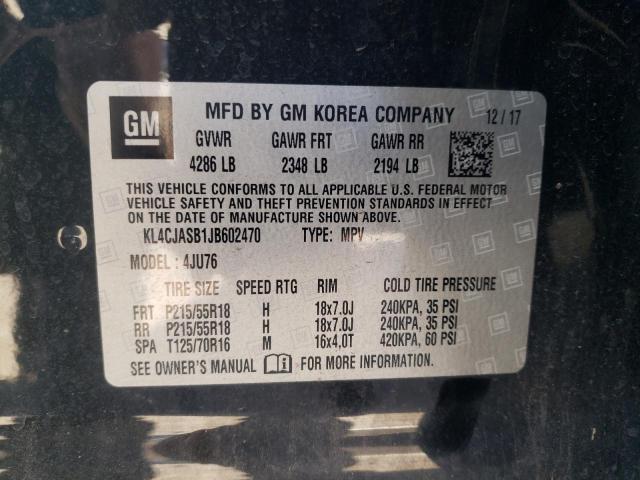 GM
MFD BY GM KOREA COMPANY 12/17
GVWR GAWR FRT GAWR RR
4286 LB 2348 LB 2194 LB
THIS VEHICLE CONFORMS TO ALL APPLICABLE U.S. FEDERAL MOTOR
VEHICLE SAFETY AND THEFT PREVENTION STANDARDS IN EFFECT
ON THE DATE OF MANUFACTURE SHOWN ABOVE.
KL4CJASB1JB602470 TYPE: MPV
MODEL : 4JU76
TIRE SIZE SPEED RTG RIM COLD TIRE PRESSURE
FRT P215/55R18 H 18x7.0J 240KPA, 35 PSI
RR P215/55R18 H 18x7.0J 240KPA, 35 PSI
SPA T125/70R16 M 16x4,0T 420KPA, 60 PSI
SEE OWNER'S MANUAL FOR MORE INFORMATION